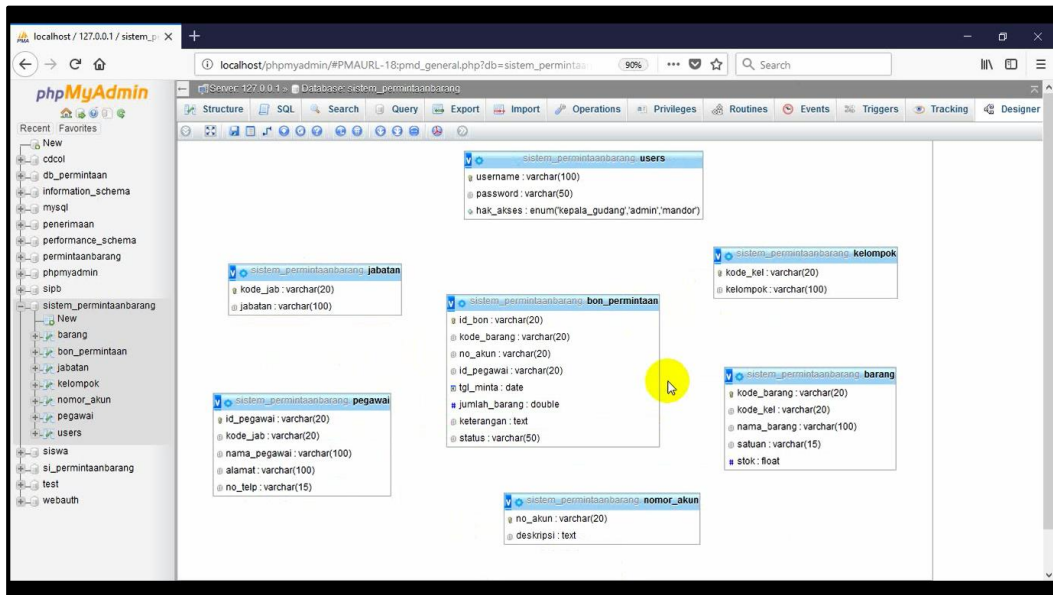 localhost / 127.0.0.1 / sistem_p
localhost/phpmyadmin/#PMAURL-18:pmd_general.php?db=sistem_permintaa
90%
Search
phpMyAdmin
Recent Favorites
New
cdcol
db_permintaan
information_schema
mysql
penerimaan
performance_schema
permintaanbarang
phpmyadmin
sipb
sistem_permintaanbarang
New
barang
bon_permintaan
jabatan
kelompok
nomor_akun
pegawai
users
siswa
si_permintaanbarang
test
webauth
Server: 127.0.0.1 » Database: sistem_permintaanbarang
Structure SQL Search Query Export Import Operations Privileges Routines Events Triggers Tracking Designer
v sistem_permintaanbarang users
username : varchar(100)
password : varchar(50)
hak_akses : enum('kepala_gudang','admin','mandor')
v sistem_permintaanbarang jabatan
kode_jab : varchar(20)
jabatan : varchar(100)
v sistem_permintaanbarang kelompok
kode_kel : varchar(20)
kelompok : varchar(100)
v sistem_permintaanbarang bon_permintaan
id_bon : varchar(20)
kode_barang : varchar(20)
no_akun : varchar(20)
id_pegawai : varchar(20)
tgl_minta : date
# jumlah_barang : double
keterangan : text
status : varchar(50)
v sistem_permintaanbarang barang
kode_barang : varchar(20)
kode_kel : varchar(20)
nama_barang : varchar(100)
satuan : varchar(15)
# stok : float
v sistem_permintaanbarang pegawai
id_pegawai : varchar(20)
kode_jab : varchar(20)
nama_pegawai : varchar(100)
alamat : varchar(100)
no_telp : varchar(15)
v sistem_permintaanbarang nomor_akun
no_akun : varchar(20)
deskripsi : text